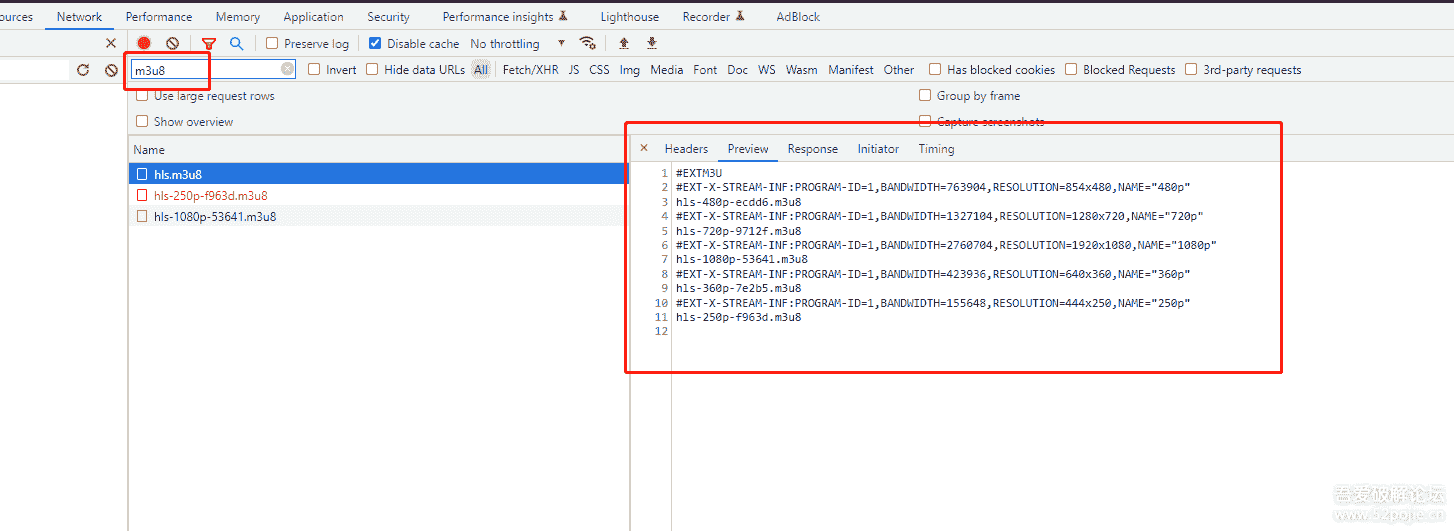 ources Network Performance Memory Application Security Performance insights Lighthouse Recorder AdBlock
Preserve log Disable cache No throttling
m3u8 Invert Hide data URLs All Fetch/XHR JS CSS Img Media Font Doc WS Wasm Manifest Other Has blocked cookies Blocked Requests 3rd-party requests
Use large request rows Group by frame
Show overview Capture screenshots
Name
hls.m3u8
hls-250p-f963d.m3u8
hls-1080p-53641.m3u8
Headers Preview Response Initiator Timing
1 #EXTM3U
2 #EXT-X-STREAM-INF:PROGRAM-ID=1,BANDWIDTH=763904,RESOLUTION=854x480,NAME="480p"
3 hls-480p-ecdd6.m3u8
4 #EXT-X-STREAM-INF:PROGRAM-ID=1,BANDWIDTH=1327104,RESOLUTION=1280x720,NAME="720p"
5 hls-720p-9712f.m3u8
6 #EXT-X-STREAM-INF:PROGRAM-ID=1,BANDWIDTH=2760704,RESOLUTION=1920x1080,NAME="1080p"
7 hls-1080p-53641.m3u8
8 #EXT-X-STREAM-INF:PROGRAM-ID=1,BANDWIDTH=423936,RESOLUTION=640x360,NAME="360p"
9 hls-360p-7e2b5.m3u8
10 #EXT-X-STREAM-INF:PROGRAM-ID=1,BANDWIDTH=155648,RESOLUTION=444x250,NAME="250p"
11 hls-250p-f963d.m3u8
12
吾爱破解论坛
www.52pojie.cn